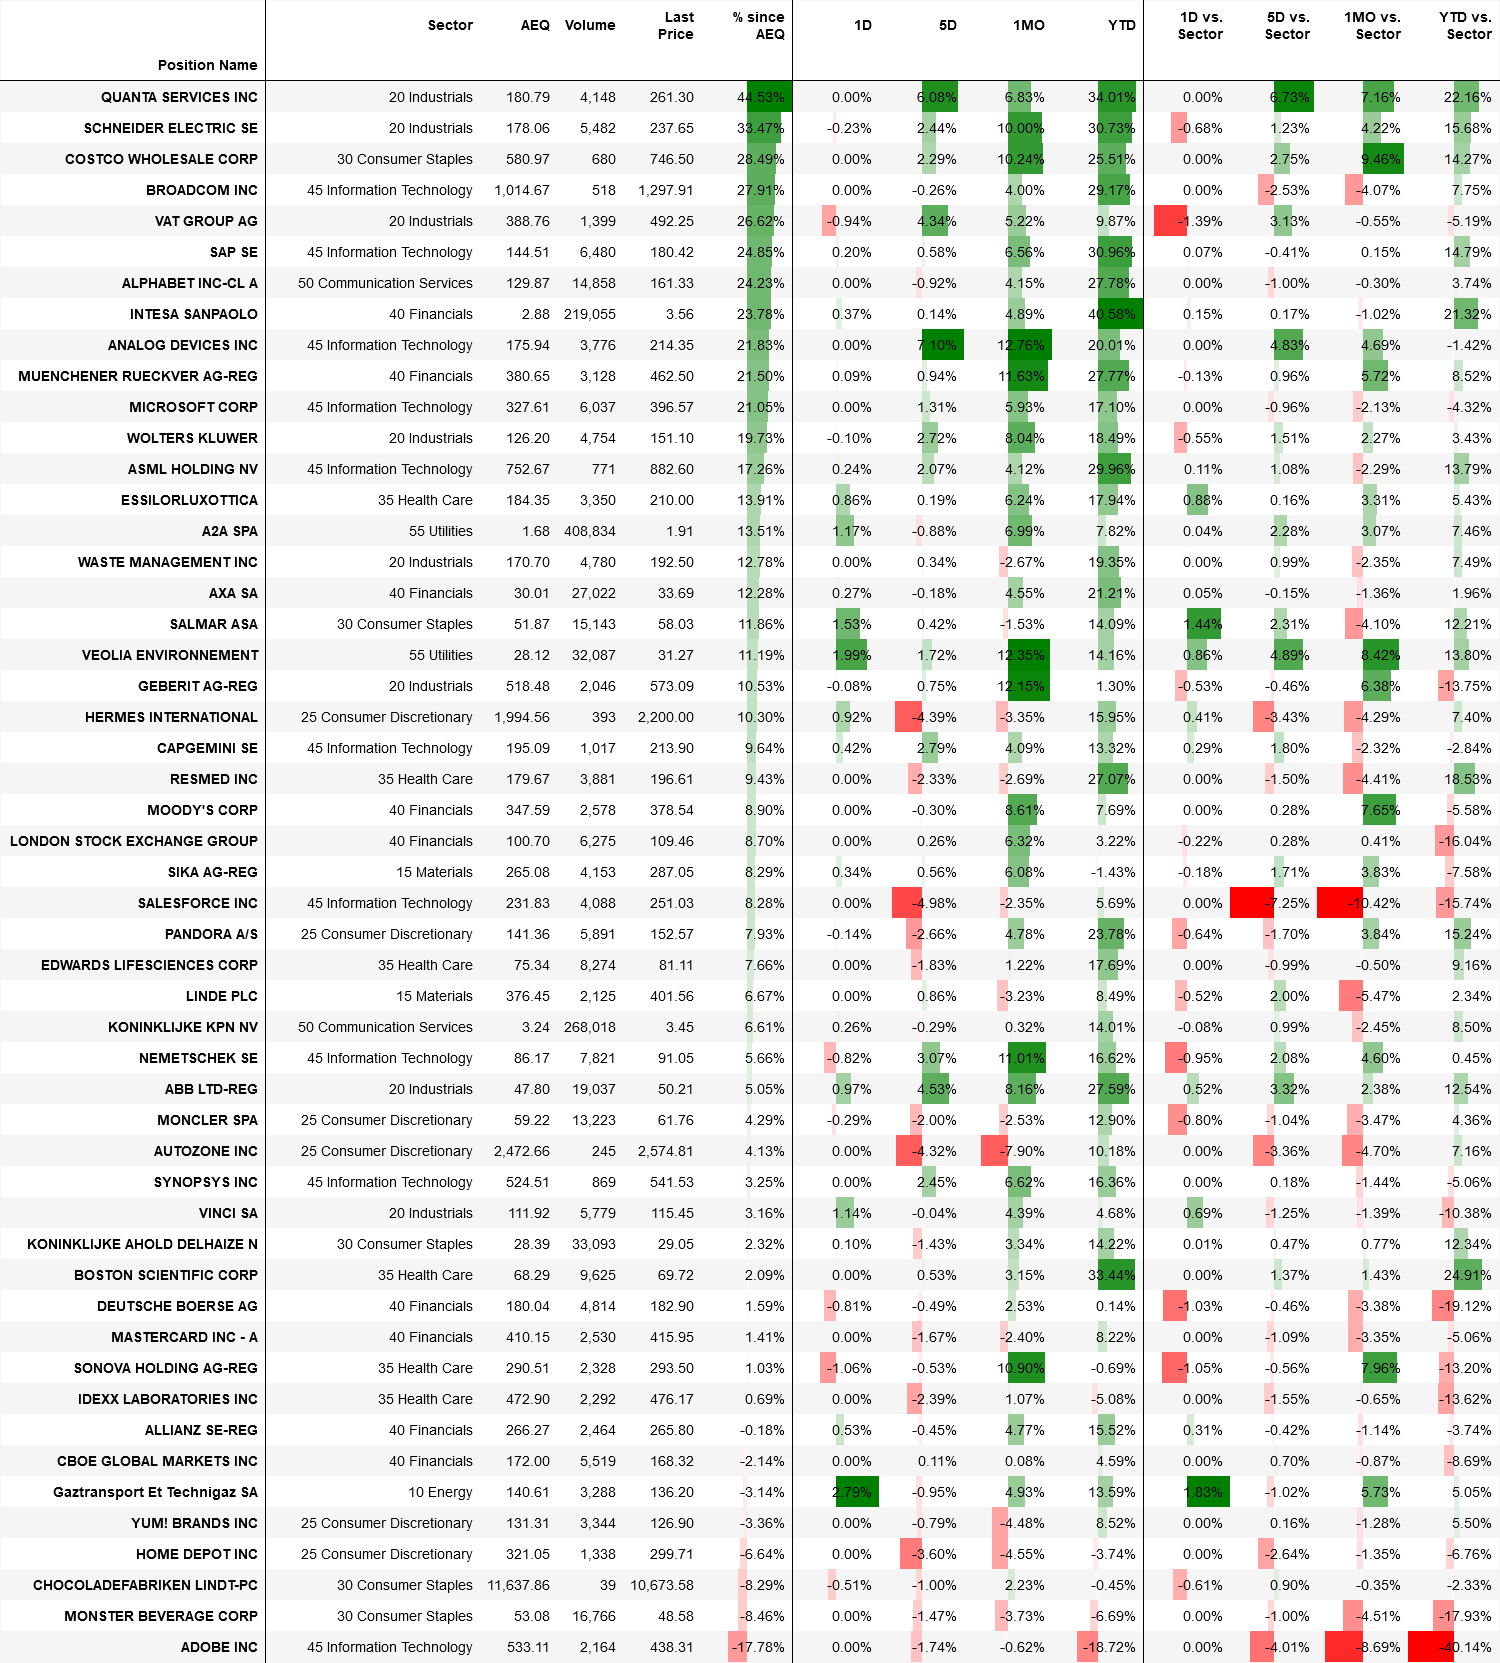 Position Name Sector AEQ Volume Last Price % since AEQ 1D 5D 1MO YTD 1D vs. Sector 5D vs. Sector 1MO vs. Sector YTD vs. Sector
QUANTA SERVICES INC 20 Industrials 180.79 4,148 261.30 44.53% 0.00% 6.08% 6.83% 34.01% 0.00% 6.73% 7.16% 22.16%
SCHNEIDER ELECTRIC SE 20 Industrials 178.06 5,482 237.65 33.47% -0.23% 2.44% 10.00% 30.73% -0.68% 1.23% 4.22% 15.68%
COSTCO WHOLESALE CORP 30 Consumer Staples 580.97 680 746.50 28.49% 0.00% 2.29% 10.24% 25.51% 0.00% 2.75% 9.46% 14.27%
BROADCOM INC 45 Information Technology 1,014.67 518 1,297.91 27.91% 0.00% -0.26% 4.00% 29.17% 0.00% -2.53% -4.07% 7.75%
VAT GROUP AG 20 Industrials 388.76 1,399 492.25 26.62% -0.94% 4.34% 5.22% 9.87% -1.39% 3.13% -0.55% -5.19%
SAP SE 45 Information Technology 144.51 6,480 180.42 24.85% 0.20% 0.58% 6.56% 30.96% 0.07% -0.41% 0.15% 14.79%
ALPHABET INC-CL A 50 Communication Services 129.87 14,858 161.33 24.23% 0.00% -0.92% 4.15% 27.78% 0.00% -1.00% -0.30% 3.74%
INTESA SANPAOLO 40 Financials 2.88 219,055 3.56 23.78% 0.37% 0.14% 4.89% 40.58% 0.15% 0.17% -1.02% 21.32%
ANALOG DEVICES INC 45 Information Technology 175.94 3,776 214.35 21.83% 0.00% 7.10% 12.76% 20.01% 0.00% 4.83% 4.69% -1.42%
MUENCHENER RUECKVER AG-REG 40 Financials 380.65 3,128 462.50 21.50% 0.09% 0.94% 11.63% 27.77% -0.13% 0.96% 5.72% 8.52%
MICROSOFT CORP 45 Information Technology 327.61 6,037 396.57 21.05% 0.00% 1.31% 5.93% 17.10% 0.00% -0.96% -2.13% -4.32%
WOLTERS KLUWER 20 Industrials 126.20 4,754 151.10 19.73% -0.10% 2.72% 8.04% 18.49% -0.55% 1.51% 2.27% 3.43%
ASML HOLDING NV 45 Information Technology 752.67 771 882.60 17.26% 0.24% 2.07% 4.12% 29.96% 0.11% 1.08% -2.29% 13.79%
ESSILORLUXOTTICA 35 Health Care 184.35 3,350 210.00 13.91% 0.86% 0.19% 6.24% 17.94% 0.88% 0.16% 3.31% 5.43%
A2A SPA 55 Utilities 1.68 408,834 1.91 13.51% 1.17% -0.88% 6.99% 7.82% 0.04% 2.28% 3.07% 7.46%
WASTE MANAGEMENT INC 20 Industrials 170.70 4,780 192.50 12.78% 0.00% 0.34% -2.67% 19.35% 0.00% 0.99% -2.35% 7.49%
AXA SA 40 Financials 30.01 27,022 33.69 12.28% 0.27% -0.18% 4.55% 21.21% 0.05% -0.15% -1.36% 1.96%
SALMAR ASA 30 Consumer Staples 51.87 15,143 58.03 11.86% 1.53% 0.42% -1.53% 14.09% 1.44% 2.31% -4.10% 12.21%
VEOLIA ENVIRONNEMENT 55 Utilities 28.12 32,087 31.27 11.19% 1.99% 1.72% 12.35% 14.16% 0.86% 4.89% 8.42% 13.80%
GEBERIT AG-REG 20 Industrials 518.48 2,046 573.09 10.53% -0.08% 0.75% 12.15% 1.30% -0.53% -0.46% 6.38% -13.75%
HERMES INTERNATIONAL 25 Consumer Discretionary 1,994.56 393 2,200.00 10.30% 0.92% -4.39% -3.35% 15.95% 0.41% -3.43% -4.29% 7.40%
CAPGEMINI SE 45 Information Technology 195.09 1,017 213.90 9.64% 0.42% 2.79% 4.09% 13.32% 0.29% 1.80% -2.32% -2.84%
RESMED INC 35 Health Care 179.67 3,881 196.61 9.43% 0.00% -2.33% -2.69% 27.07% 0.00% -1.50% -4.41% 18.53%
MOODY'S CORP 40 Financials 347.59 2,578 378.54 8.90% 0.00% -0.30% 8.61% 7.69% 0.00% 0.28% 7.65% -5.58%
LONDON STOCK EXCHANGE GROUP 40 Financials 100.70 6,275 109.46 8.70% 0.00% 0.26% 6.32% 3.22% -0.22% 0.28% 0.41% -16.04%
SIKA AG-REG 15 Materials 265.08 4,153 287.05 8.29% 0.34% 0.56% 6.08% -1.43% -0.18% 1.71% 3.83% -7.58%
SALESFORCE INC 45 Information Technology 231.83 4,088 251.03 8.28% 0.00% -4.98% -2.35% 5.69% 0.00% -7.25% -10.42% -15.74%
PANDORA A/S 25 Consumer Discretionary 141.36 5,891 152.57 7.93% -0.14% -2.66% 4.78% 23.78% -0.64% -1.70% 3.84% 15.24%
EDWARDS LIFESCIENCES CORP 35 Health Care 75.34 8,274 81.11 7.66% 0.00% -1.83% 1.22% 17.69% 0.00% -0.99% -0.50% 9.16%
LINDE PLC 15 Materials 376.45 2,125 401.56 6.67% 0.00% 0.86% -3.23% 8.49% -0.52% 2.00% -5.47% 2.34%
KONINKLIJKE KPN NV 50 Communication Services 3.24 268,018 3.45 6.61% 0.26% -0.29% 0.32% 14.01% -0.08% 0.99% -2.45% 8.50%
NEMETSCHEK SE 45 Information Technology 86.17 7,821 91.05 5.66% -0.82% 3.07% 11.01% 16.62% -0.95% 2.08% 4.60% 0.45%
ABB LTD-REG 20 Industrials 47.80 19,037 50.21 5.05% 0.97% 4.53% 8.16% 27.59% 0.52% 3.32% 2.38% 12.54%
MONCLER SPA 25 Consumer Discretionary 59.22 13,223 61.76 4.29% -0.29% -2.00% -2.53% 12.90% -0.80% -1.04% -3.47% 4.36%
AUTOZONE INC 25 Consumer Discretionary 2,472.66 245 2,574.81 4.13% 0.00% -4.32% -7.90% 10.18% 0.00% -3.36% -4.70% 7.16%
SYNOPSYS INC 45 Information Technology 524.51 869 541.53 3.25% 0.00% 2.45% 6.62% 16.36% 0.00% 0.18% -1.44% -5.06%
VINCI SA 20 Industrials 111.92 5,779 115.45 3.16% 1.14% -0.04% 4.39% 4.68% 0.69% -1.25% -1.39% -10.38%
KONINKLIJKE AHOLD DELHAIZE N 30 Consumer Staples 28.39 33,093 29.05 2.32% 0.10% -1.43% 3.34% 14.22% 0.01% 0.47% 0.77% 12.34%
BOSTON SCIENTIFIC CORP 35 Health Care 68.29 9,625 69.72 2.09% 0.00% 0.53% 3.15% 33.44% 0.00% 1.37% 1.43% 24.91%
DEUTSCHE BOERSE AG 40 Financials 180.04 4,814 182.90 1.59% -0.81% -0.49% 2.53% 0.14% -1.03% -0.46% -3.38% -19.12%
MASTERCARD INC - A 40 Financials 410.15 2,530 415.95 1.41% 0.00% -1.67% -2.40% 8.22% 0.00% -1.09% -3.35% -5.06%
SONOVA HOLDING AG-REG 35 Health Care 290.51 2,328 293.50 1.03% -1.06% -0.53% 10.90% -0.69% -1.05% -0.56% 7.96% -13.20%
IDEXX LABORATORIES INC 35 Health Care 472.90 2,292 476.17 0.69% 0.00% -2.39% 1.07% -5.08% 0.00% -1.55% -0.65% -13.62%
ALLIANZ SE-REG 40 Financials 266.27 2,464 265.80 -0.18% 0.53% -0.45% 4.77% 15.52% 0.31% -0.42% -1.14% -3.74%
CBOE GLOBAL MARKETS INC 40 Financials 172.00 5,519 168.32 -2.14% 0.00% 0.11% 0.08% 4.59% 0.00% 0.70% -0.87% -8.69%
Gaztransport Et Technigaz SA 10 Energy 140.61 3,288 136.20 -3.14% 2.79% -0.95% 4.93% 13.59% 1.83% -1.02% 5.73% 5.05%
YUM! BRANDS INC 25 Consumer Discretionary 131.31 3,344 126.90 -3.36% 0.00% -0.79% -4.48% 8.52% 0.00% 0.16% -1.28% 5.50%
HOME DEPOT INC 25 Consumer Discretionary 321.05 1,338 299.71 -6.64% 0.00% -3.60% -4.55% -3.74% 0.00% -2.64% -1.35% -6.76%
CHOCOLADEFABRIKEN LINDT-PC 30 Consumer Staples 11,637.86 39 10,673.58 -8.29% -0.51% -1.00% 2.23% -0.45% -0.61% 0.90% -0.35% -2.33%
MONSTER BEVERAGE CORP 30 Consumer Staples 53.08 16,766 48.58 -8.46% 0.00% -1.47% -3.73% -6.69% 0.00% -1.00% -4.51% -17.93%
ADOBE INC 45 Information Technology 533.11 2,164 438.31 -17.78% 0.00% -1.74% -0.62% -18.72% 0.00% -4.01% -8.69% -40.14%